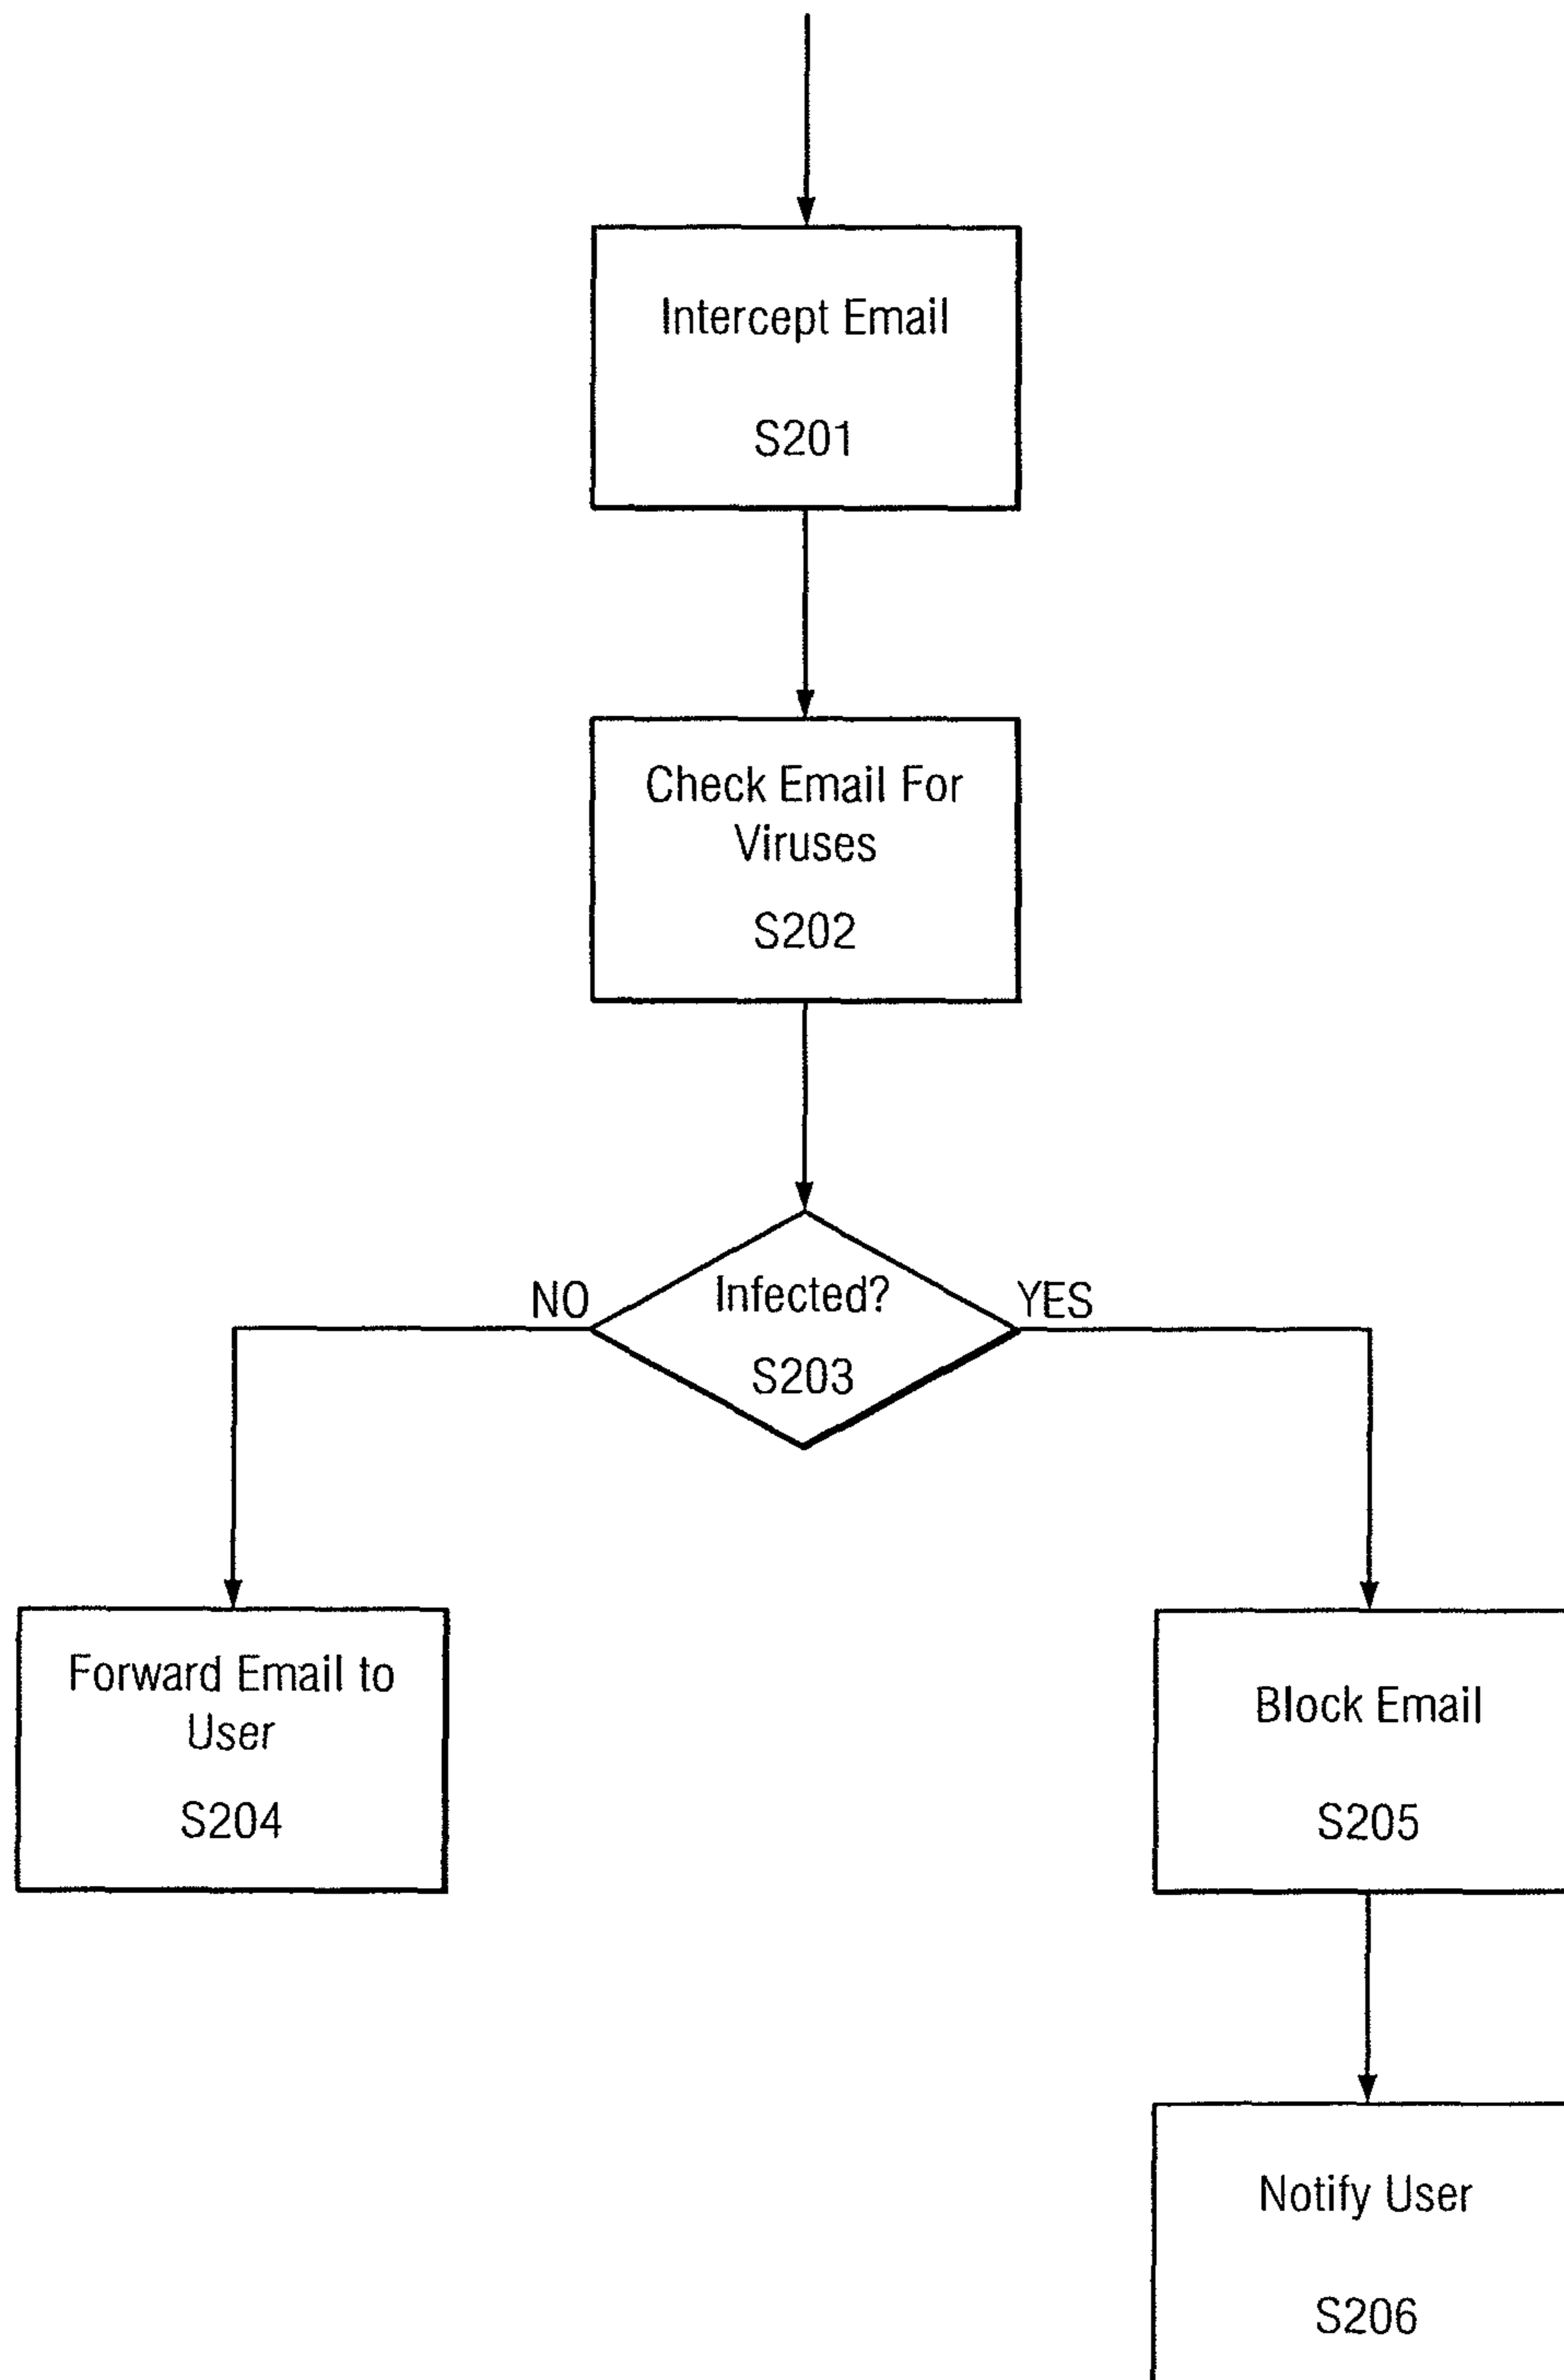 Intercept Email
S201
Check Email For
Viruses
S202
NO
Infected?
YES
S203
Forward Email to
User
S204
Block Email
S205
Notify User
S206